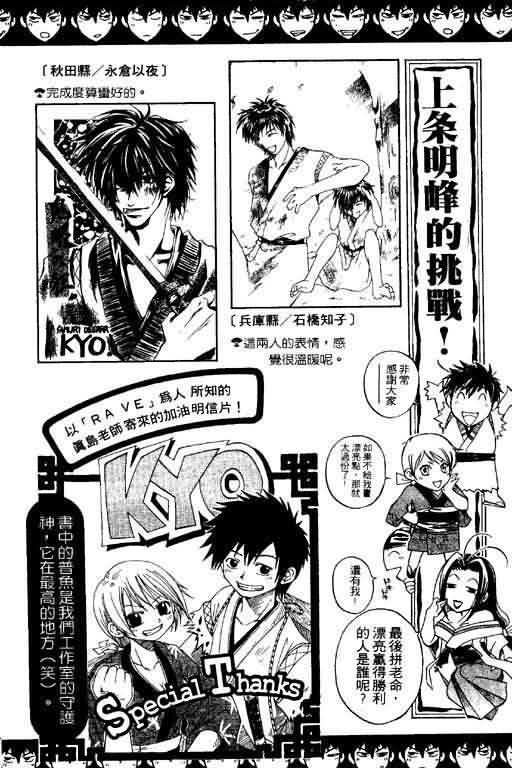 上条明峰的挑戰！
〔秋田縣／永倉以夜〕
完成度算蠻好的。
SAMURAI DEEPER
KYO
〔兵庫縣／石橋知子〕
這兩人的表情，感
覺很溫暖呢。
非常
感謝大家
如果不給我畫
漂亮點，那就
太過份了！
還有我！
最後拼老命，
漂亮贏得勝利
的人是誰呢？
以「RAVE」為人所知的
真島老師寄來的加油明信片！
KYO
Special Thanks
書中的普魚是我們工作室的守護
神，它在最高的地方（笑）。